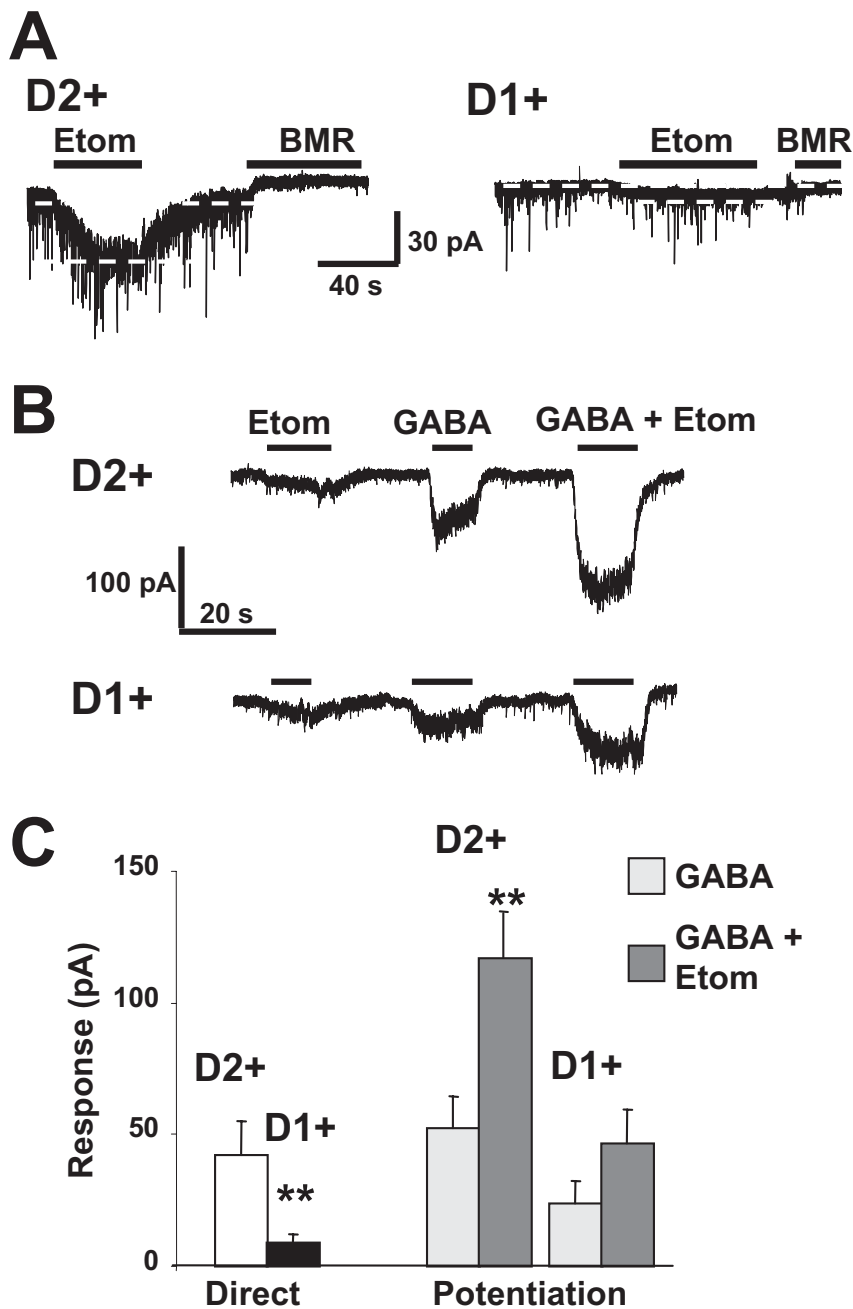 A
D2+
D1+
Etom
BMR
Etom
BMR
30 pA
40 s
B
Etom
GABA
GABA + Etom
D2+
100 pA
20 s
D1+
C
D2+
150
GABA
**
GABA +
Etom
100
Response (pA)
D2+
D1+
D1+
50
**
0
Direct
Potentiation